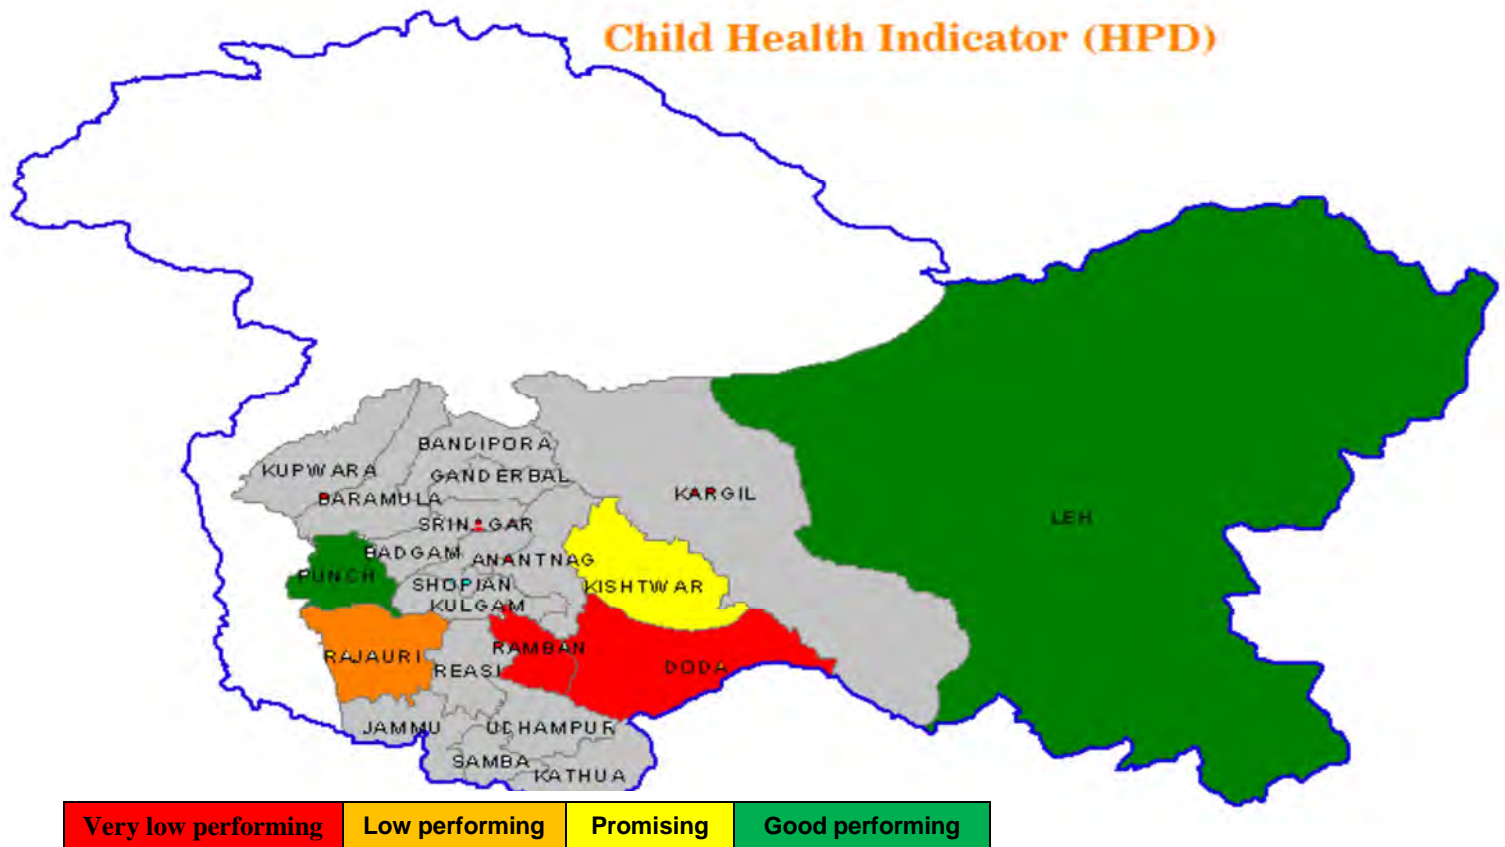 Child Health Indicator (HPD)
BANDIPORA
KUPWARA
GANDERBAL
BARAMULA
KARGIL
SRINAGAR
LEH
BADGAM
ANANTNAG
PUNCH
SHOPIAN
KISHTWAR
KULGAM
RAMBAN
RAJAURI
REASI
DODA
JAMMU
UDHAMPUR
SAMBA
KATHUA
Very low performing Low performing Promising Good performing